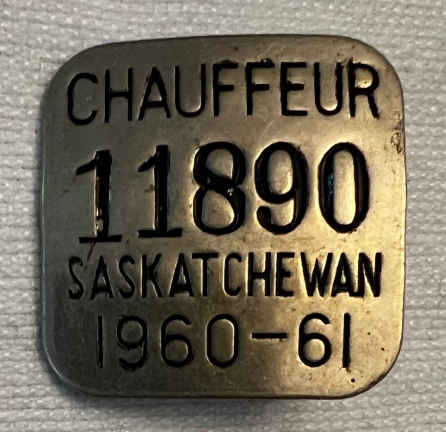 CHAUFFEUR
11890
SASKATCHEWAN
1960-61